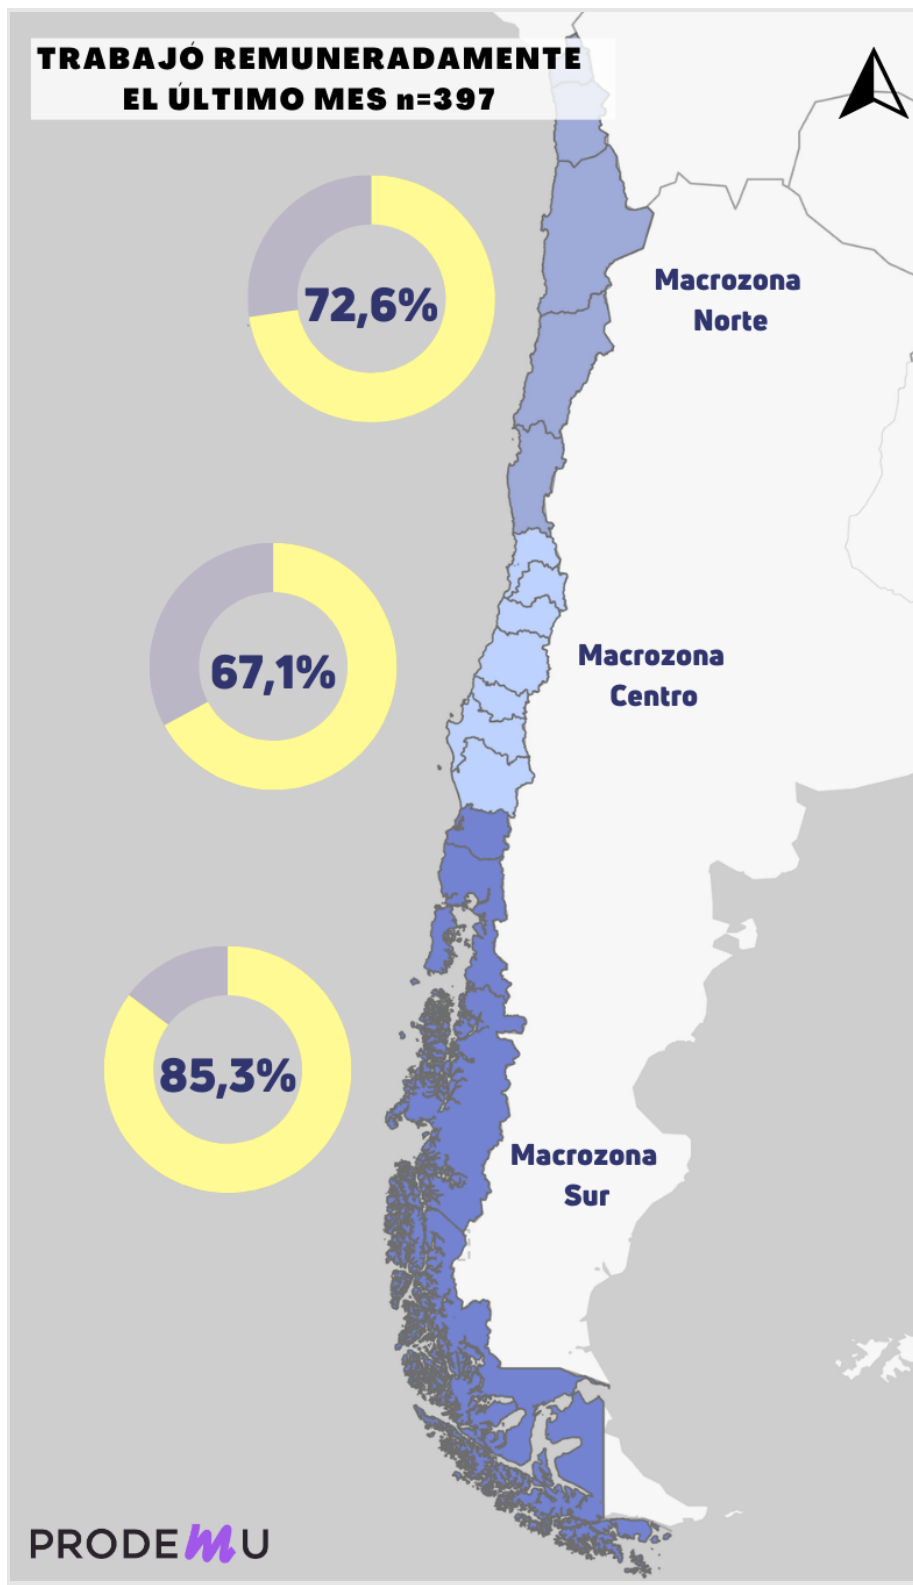 TRABAJÓ REMUNERADAMENTE
EL ÚLTIMO MES n=397
72,6%
Macrozona
Norte
67,1%
Macrozona
Centro
85,3%
Macrozona
Sur
PRODEMU